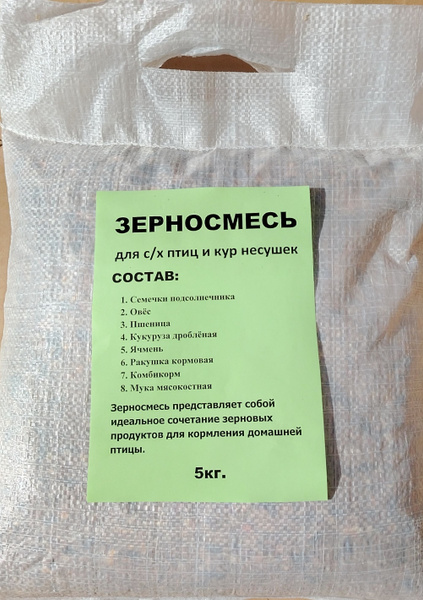 ЗЕРНОСМЕСЬ
для с/х птиц и кур несушек
СОСТАВ:
1. Семечки подсолнечника
2. Овёс
3. Пшеница
4. Кукуруза дроблёная
5. Ячмень
6. Ракушка кормовая
7. Комбикорм
8. Мука мясокостная
Зерносмесь представляет собой
идеальное сочетание зерновых
продуктов для кормления домашней
птицы.
5кг.